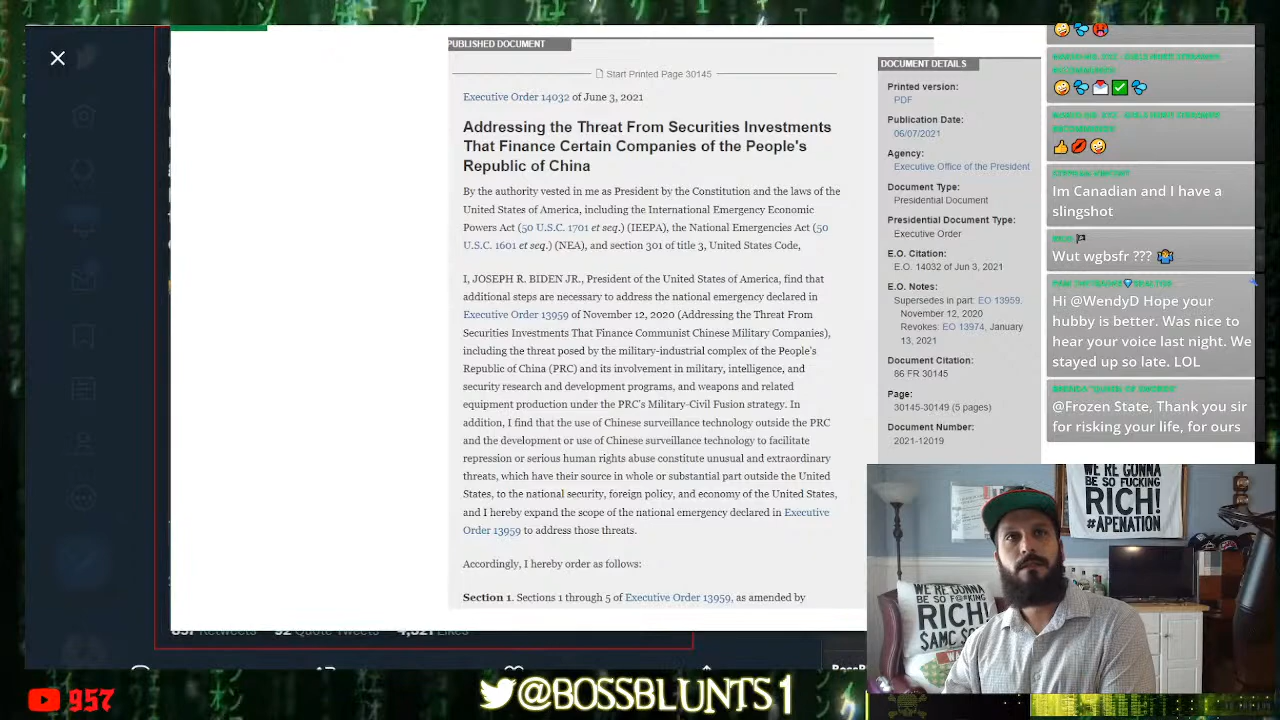 PUBLISHED DOCUMENT
Start Printed Page 30145
Executive Order 14032 of June 3, 2021
Addressing the Threat From Securities Investments
That Finance Certain Companies of the People's
Republic of China
By the authority vested in me as President by the Constitution and the laws of the
United States of America, including the International Emergency Economic
Powers Act (50 U.S.C. 1701 et seq.) (IEEPA), the National Emergencies Act (50
U.S.C. 1601 et seq.) (NEA), and section 301 of title 3, United States Code,
I, JOSEPH R. BIDEN JR., President of the United States of America, find that
additional steps are necessary to address the national emergency declared in
Executive Order 13959 of November 12, 2020 (Addressing the Threat From
Securities Investments That Finance Communist Chinese Military Companies),
including the threat posed by the military-industrial complex of the People's
Republic of China (PRC) and its involvement in military, intelligence, and
security research and development programs, and weapons and related
equipment production under the PRC's Military-Civil Fusion strategy. In
addition, I find that the use of Chinese surveillance technology outside the PRC
and the development or use of Chinese surveillance technology to facilitate
repression or serious human rights abuse constitute unusual and extraordinary
threats, which have their source in whole or substantial part outside the United
States, to the national security, foreign policy, and economy of the United States,
and I hereby expand the scope of the national emergency declared in Executive
Order 13959 to address those threats.
Accordingly, I hereby order as follows:
Section 1. Sections 1 through 5 of Executive Order 13959, as amended by
DOCUMENT DETAILS
Printed version:
PDF
Publication Date:
06/07/2021
Agency:
Executive Office of the President
Document Type:
Presidential Document
Presidential Document Type:
Executive Order
E.O. Citation:
E.O. 14032 of Jun 3, 2021
E.O. Notes:
Supersedes in part: EO 13959,
November 12, 2020
Revokes: EO 13974, January
13, 2021
Document Citation:
86 FR 30145
Page:
30145-30149 (5 pages)
Document Number:
2021-12019
Im Canadian and I have a
slingshot
Wut wgbsfr ???
Hi @WendyD Hope your
hubby is better. Was nice to
hear your voice last night. We
stayed up so late. LOL
@Frozen State, Thank you sir
for risking your life, for ours
WE'RE GONNA
BE SO FUCKING
RICH!
#APENATION
WE'RE GONNA
BE SO F@#KING
RICH!
Retweets
Quote Tweets
Likes
957
@BOSSBLUNTS1